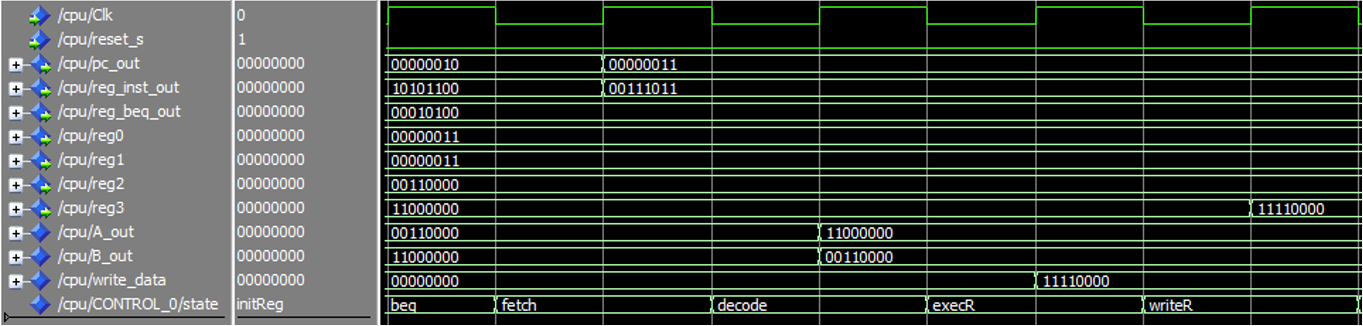 /cpu/Clk 0
/cpu/reset_s 1
/cpu/pc_out 00000000 00000010 00000011
/cpu/reg_inst_out 00000000 10101100 00111011
/cpu/reg_beq_out 00000000 00010100
/cpu/reg0 00000000 00000011
/cpu/reg1 00000000 00000011
/cpu/reg2 00000000 00110000
/cpu/reg3 00000000 11000000 11110000
/cpu/A_out 00000000 00110000 11000000
/cpu/B_out 00000000 11000000 00110000
/cpu/write_data 00000000 00000000 11110000
/cpu/CONTROL_0/state initReg beq fetch decode execR writeR